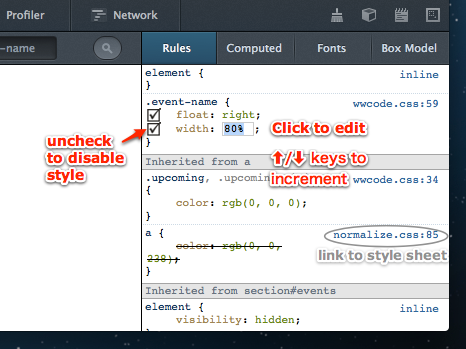 Profiler
Network
-name
Rules
Computed
Fonts
Box Model
element {
inline
}
.event-name {
wwcode.css:59
float: right;
width: 80%;
}
Click to edit
uncheck
to disable
style
↑/↓ keys to
increment
Inherited from a
.upcoming, .upcoming
wwcode.css:34
{
color: rgb(0, 0, 0);
}
a {
normalize.css:85
color: rgb(0, 0,
238);
}
link to style sheet
Inherited from section#events
element {
inline
visibility: hidden;
}